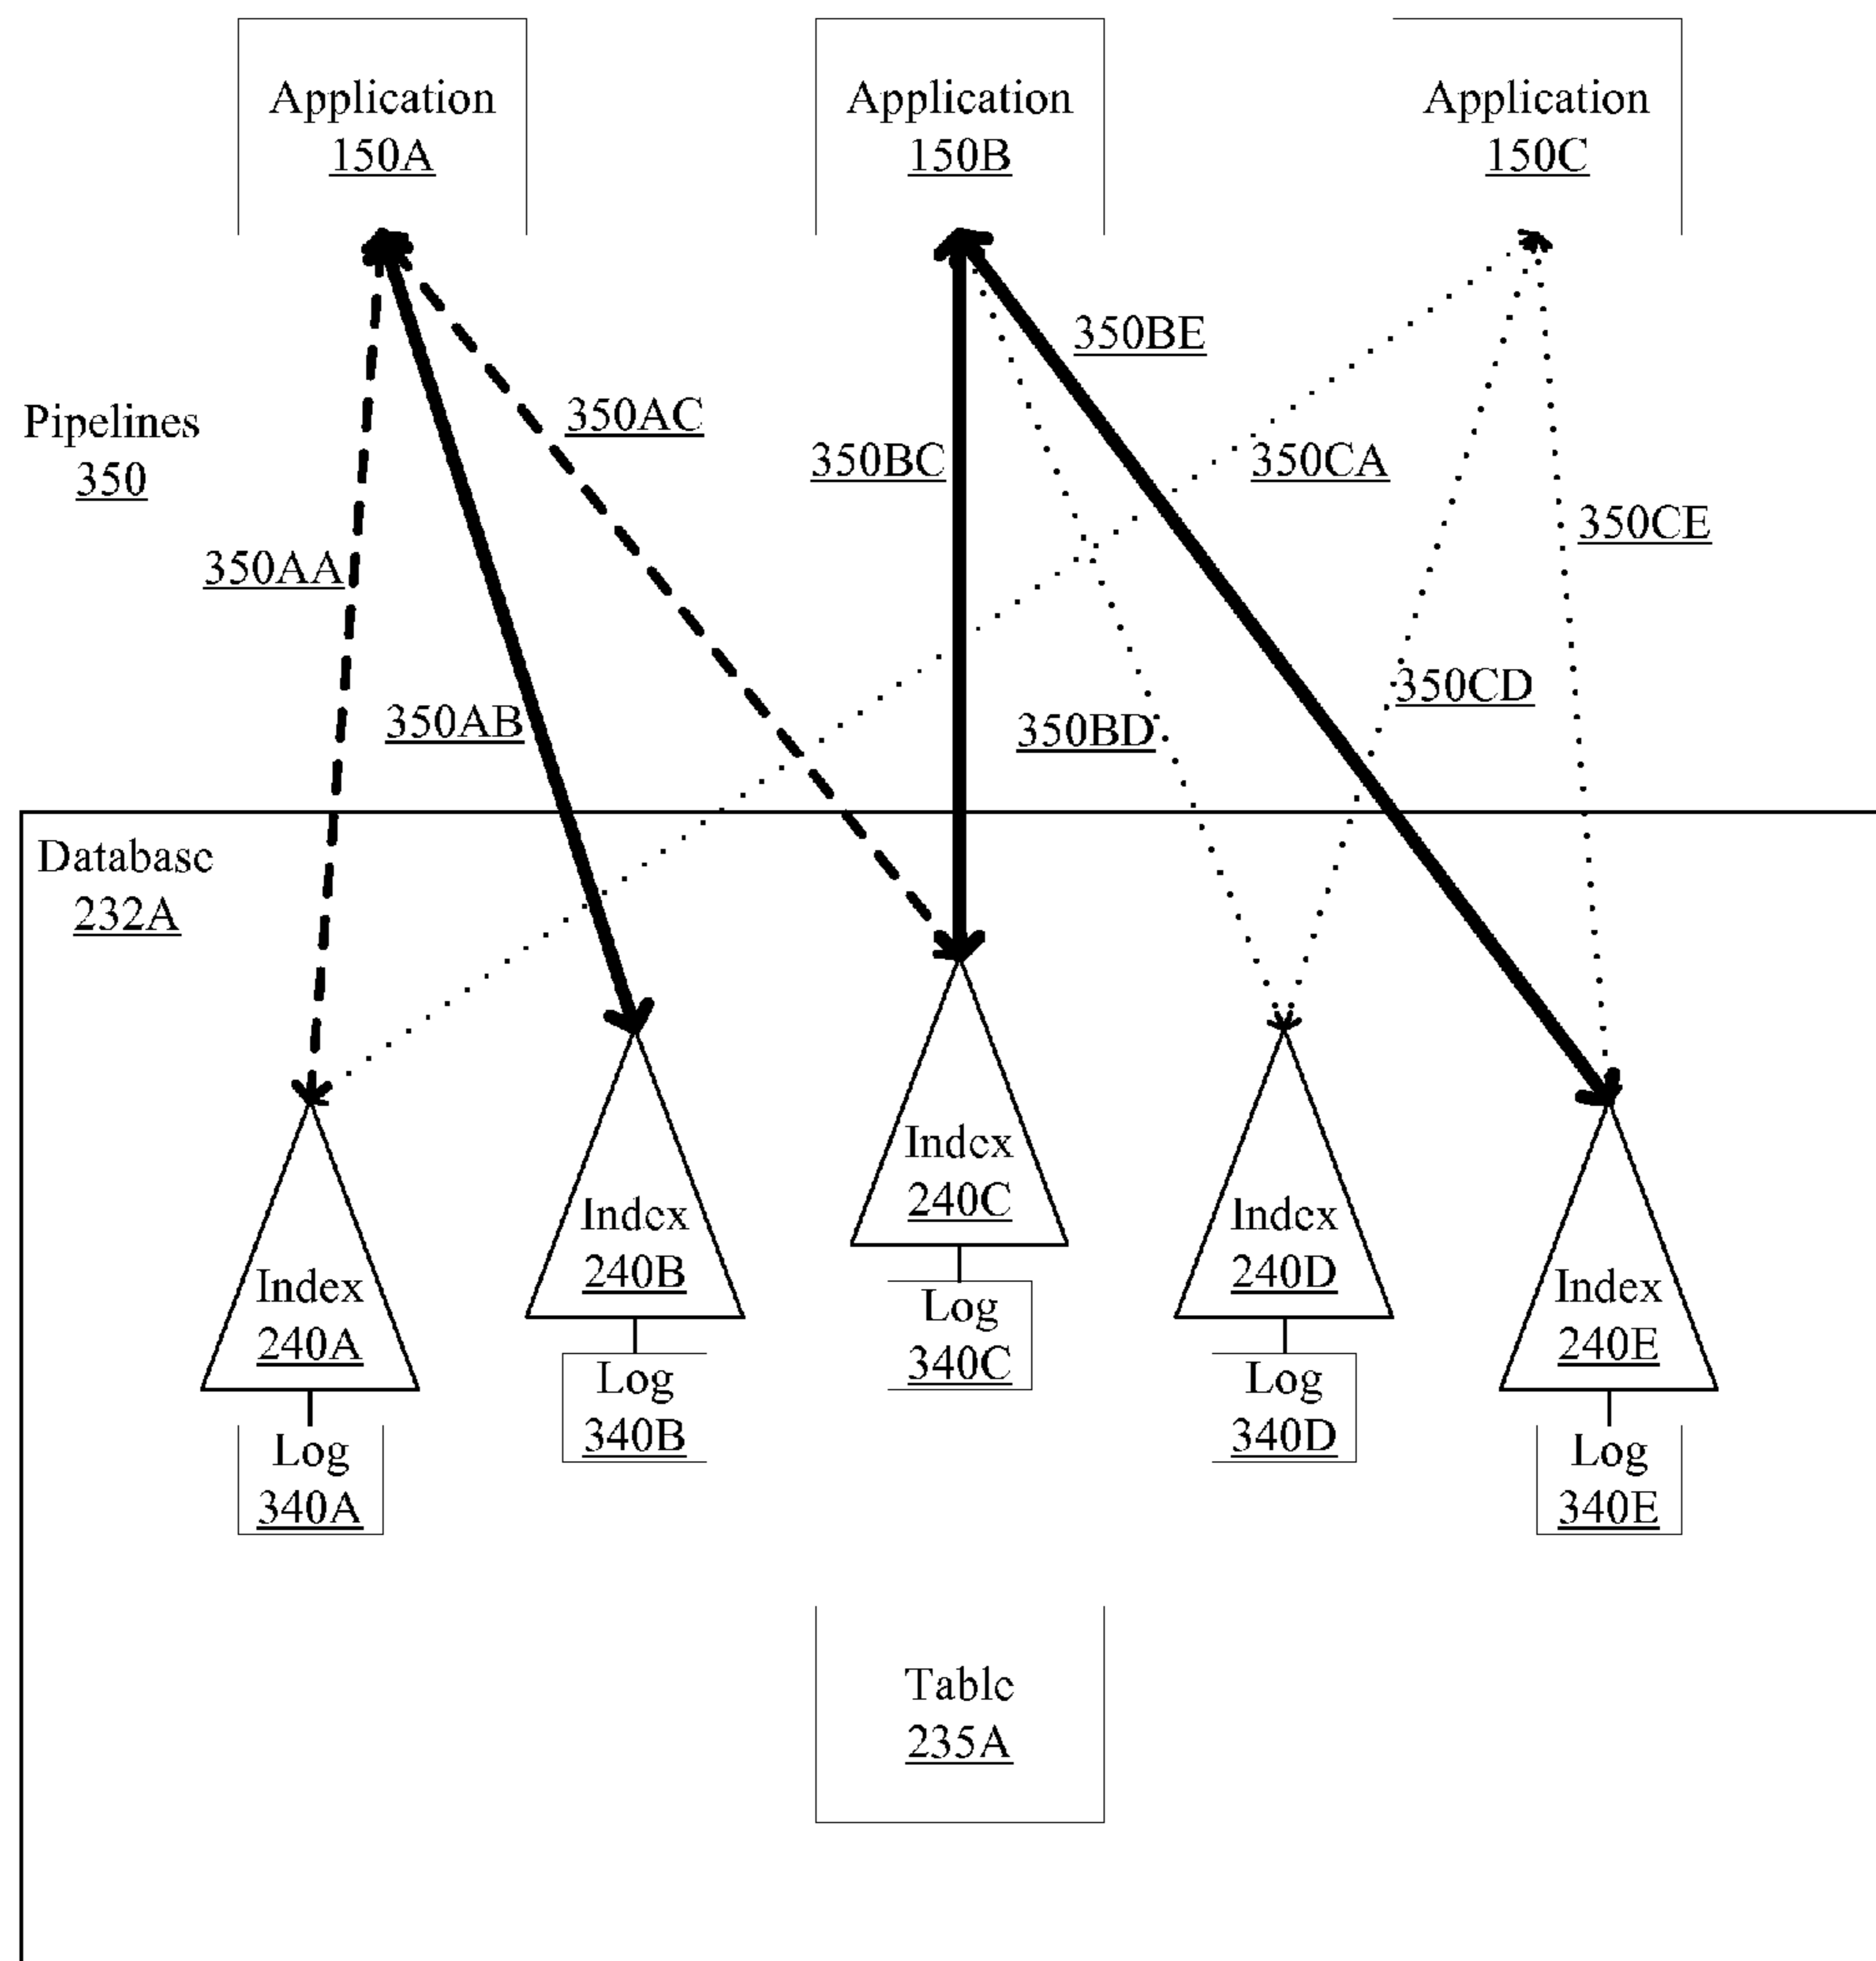 Application
150A
Application
150B
Application
150C
350BE
Pipelines
350
350AC
350BC
350CA
350CE
350AA
350CD
350AB
350BD
Database
232A
Index
240A
Index
240B
Index
240C
Index
240D
Index
240E
Log
340A
Log
340B
Log
340C
Log
340D
Log
340E
Table
235A